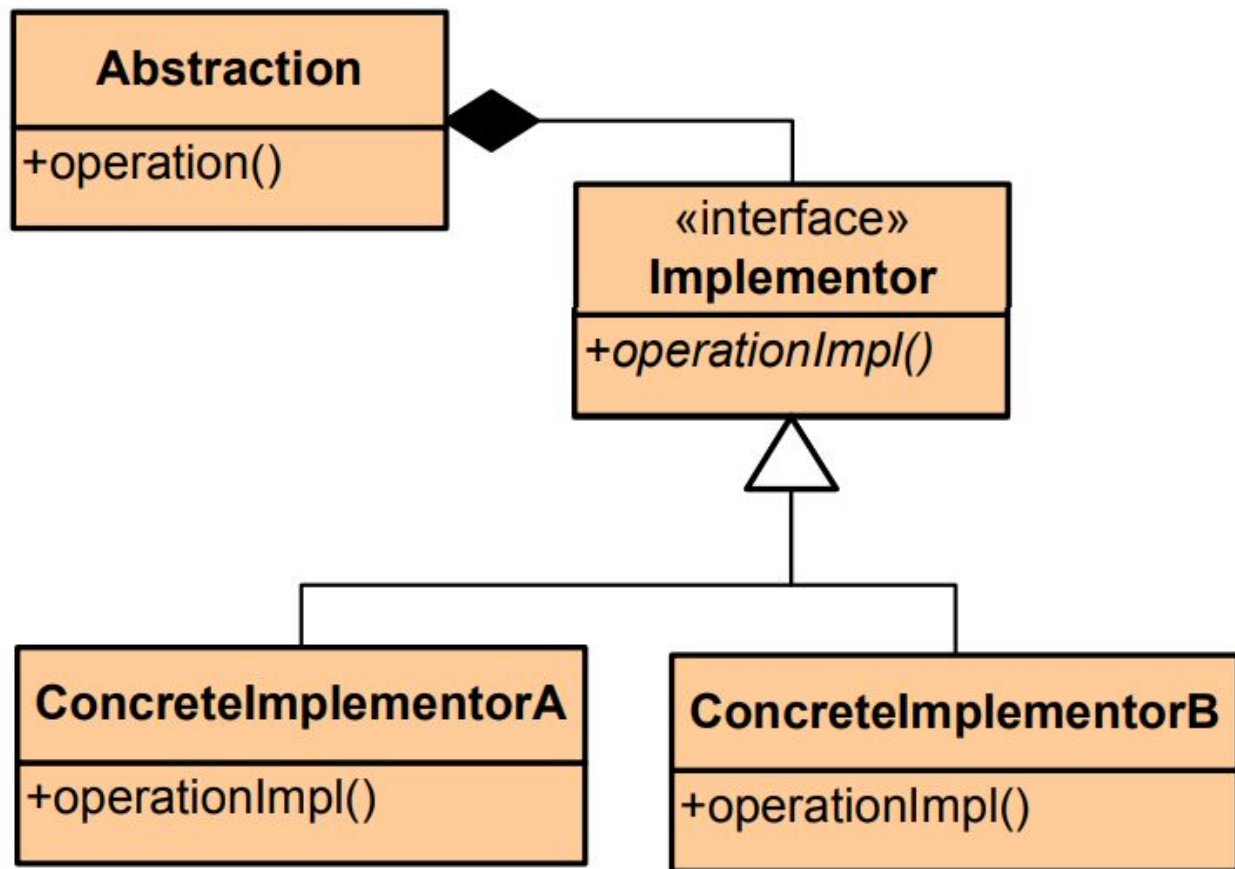 Abstraction
+operation()
«interface»
Implementor
+operationImpl()
ConcreteImplementorA
+operationImpl()
ConcreteImplementorB
+operationImpl()